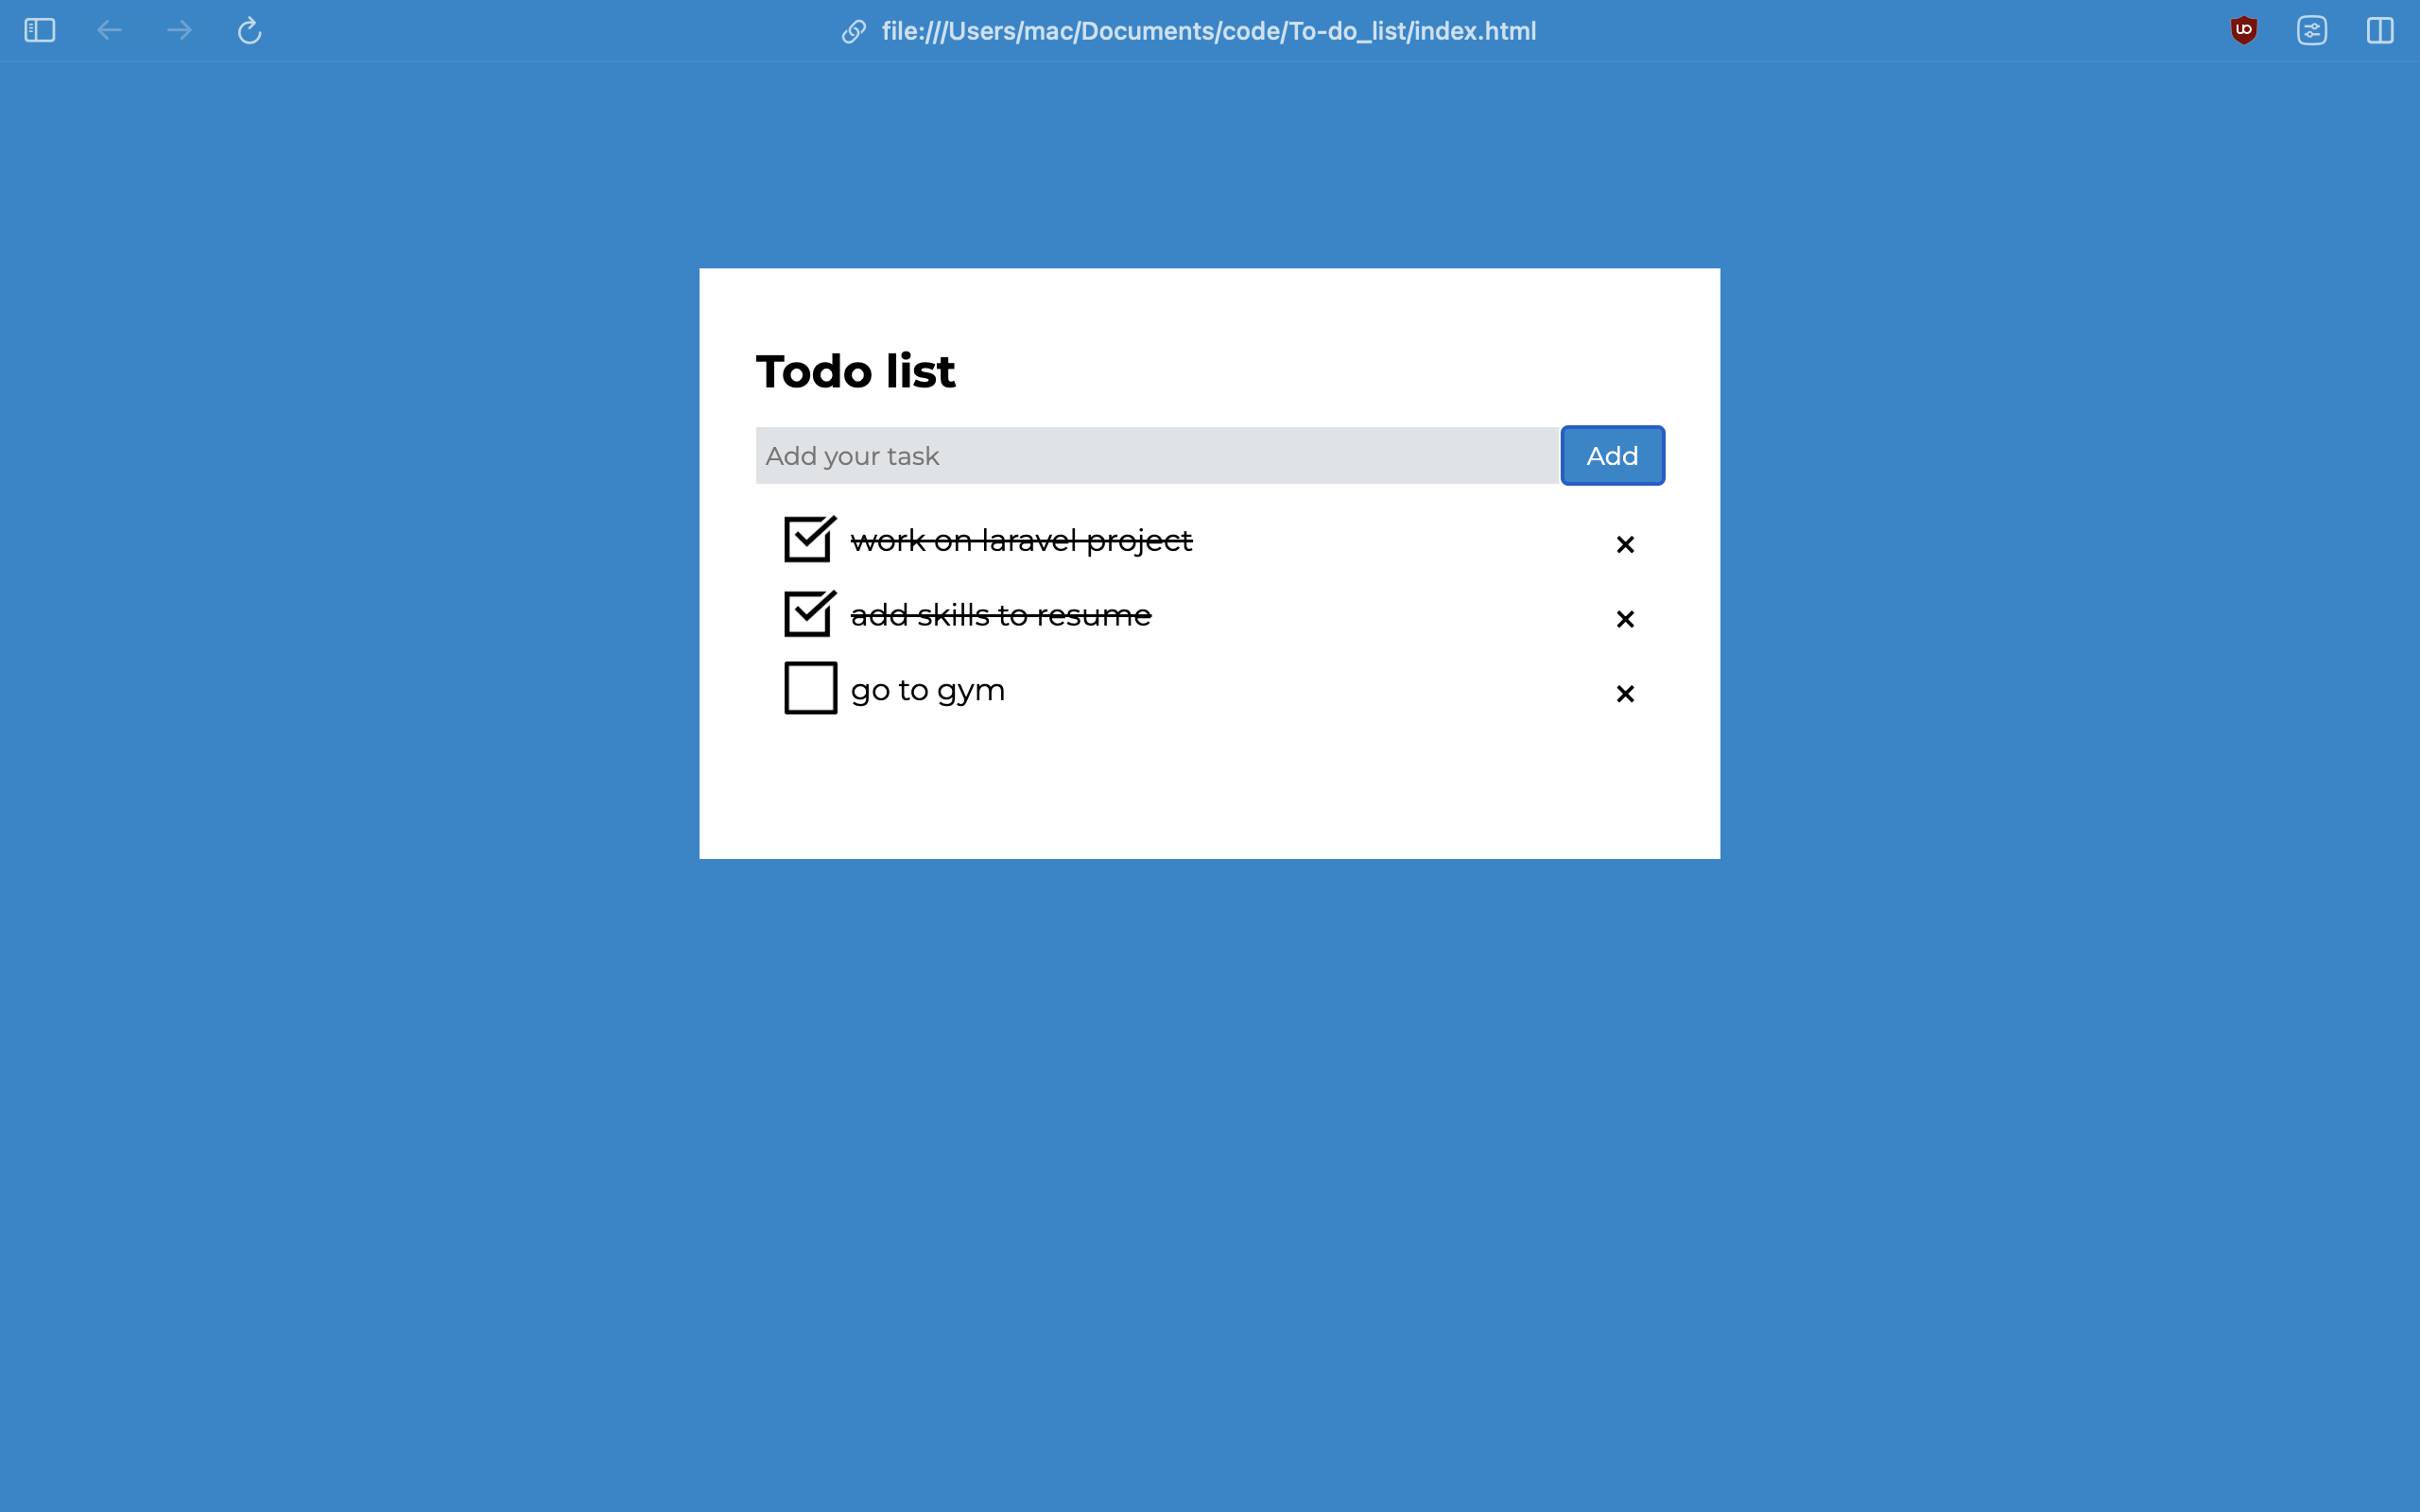 file:///Users/mac/Documents/code/To-do_list/index.html
Todo list
Add your task
Add
work on laravel project
add skills to resume
go to gym